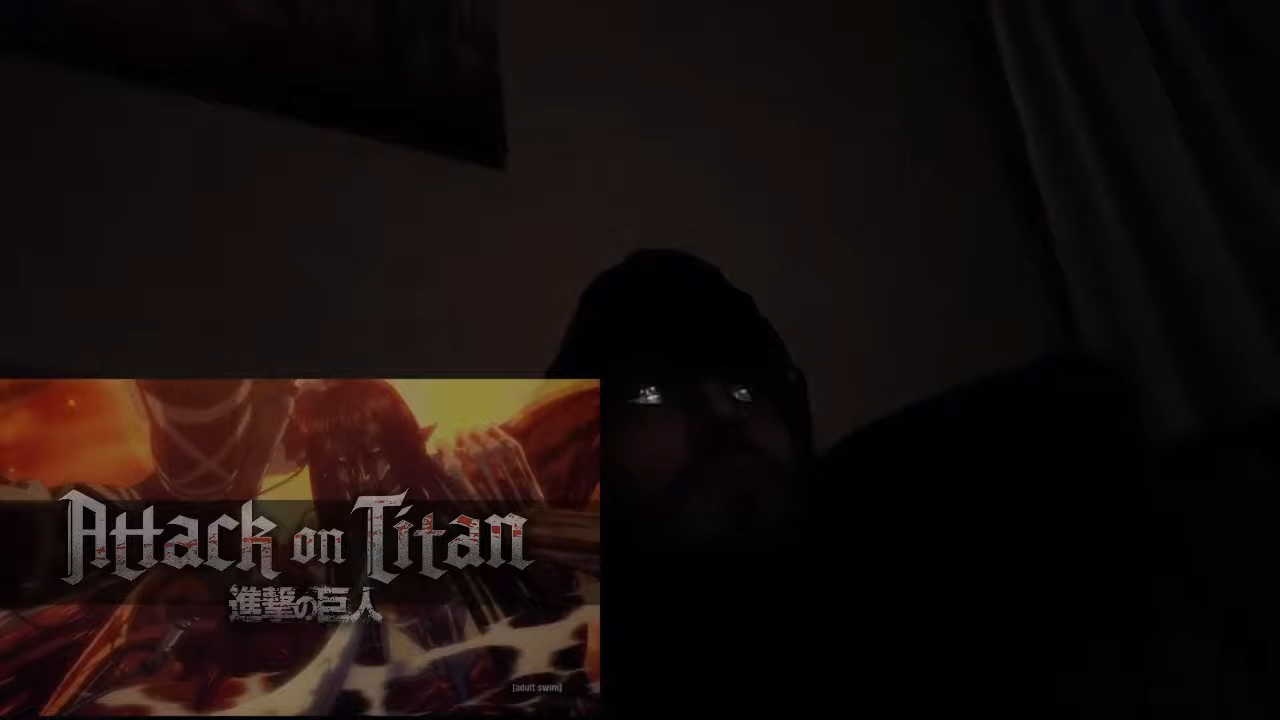 Attack on Titan
進撃の巨人
[adult swim]